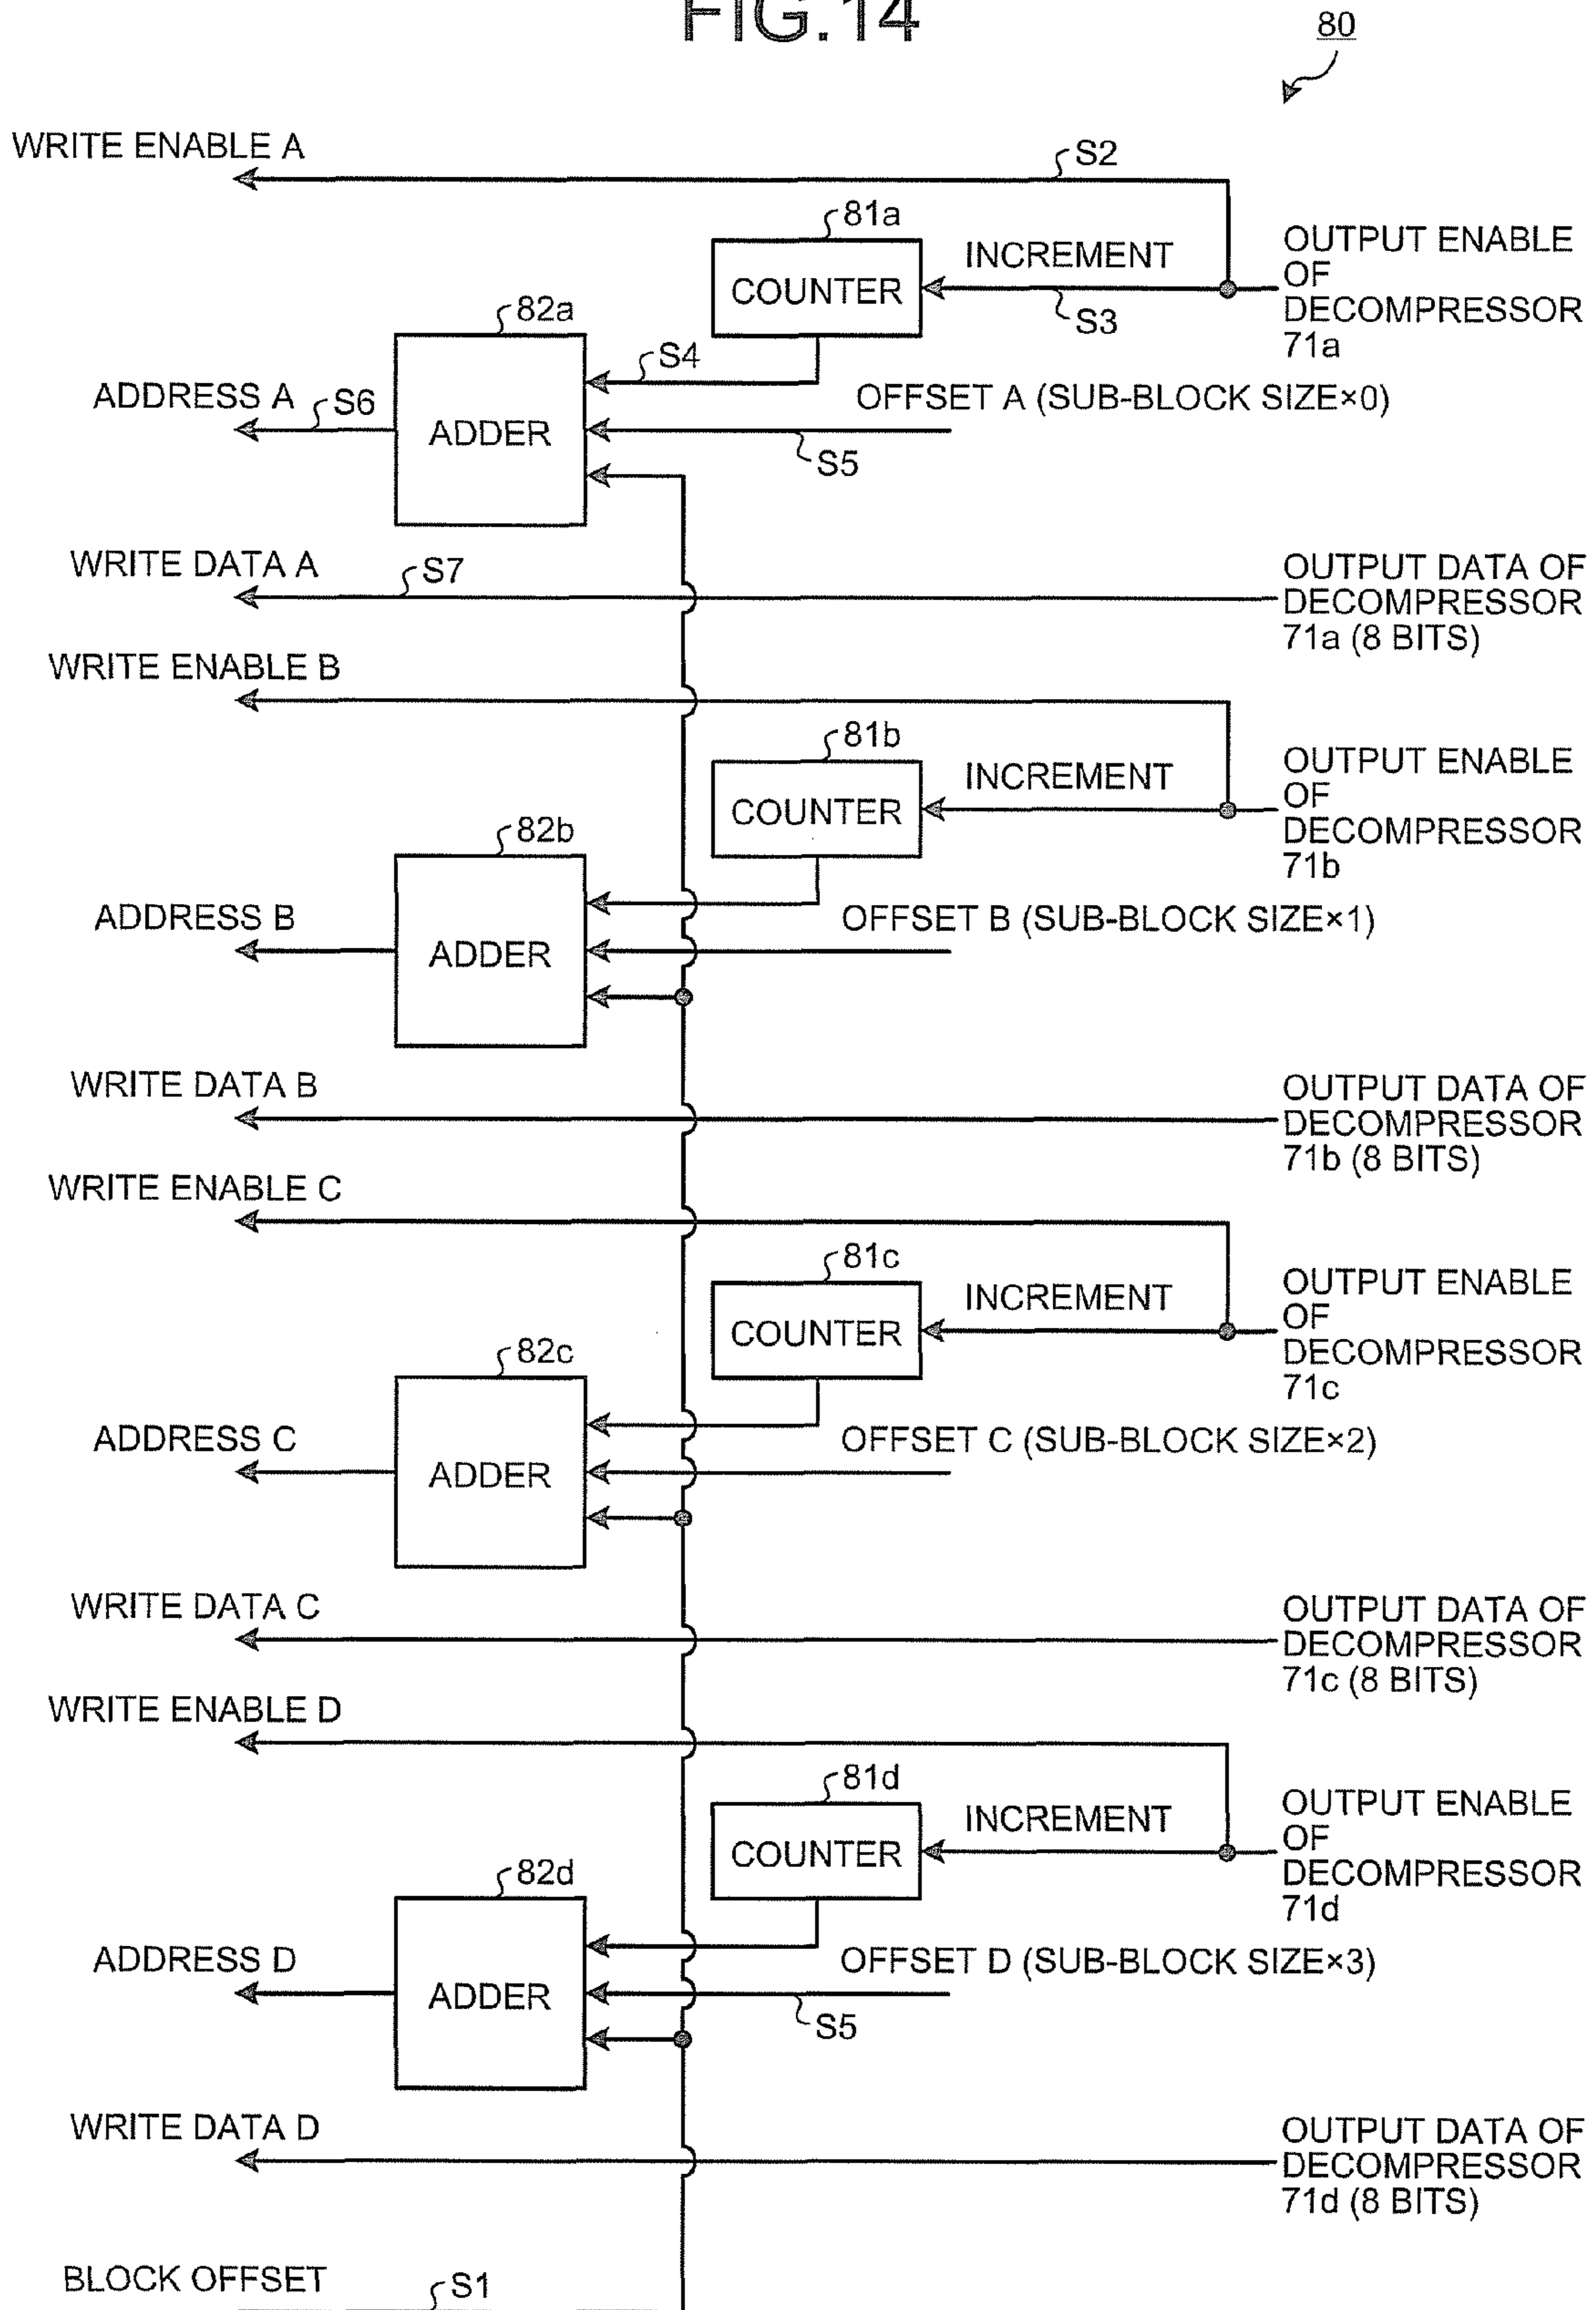 FIG.14
80
WRITE ENABLE A
S2
81a
INCREMENT
COUNTER
S3
OUTPUT ENABLE
OF
DECOMPRESSOR
71a
82a
S4
ADDRESS A
S6
ADDER
OFFSET A (SUB-BLOCK SIZE×0)
S5
WRITE DATA A
S7
OUTPUT DATA OF
DECOMPRESSOR
71a (8 BITS)
WRITE ENABLE B
81b
INCREMENT
COUNTER
OUTPUT ENABLE
OF
DECOMPRESSOR
71b
82b
ADDRESS B
ADDER
OFFSET B (SUB-BLOCK SIZE×1)
WRITE DATA B
OUTPUT DATA OF
DECOMPRESSOR
71b (8 BITS)
WRITE ENABLE C
81c
INCREMENT
COUNTER
OUTPUT ENABLE
OF
DECOMPRESSOR
71c
82c
ADDRESS C
ADDER
OFFSET C (SUB-BLOCK SIZE×2)
WRITE DATA C
OUTPUT DATA OF
DECOMPRESSOR
71c (8 BITS)
WRITE ENABLE D
81d
INCREMENT
COUNTER
OUTPUT ENABLE
OF
DECOMPRESSOR
71d
82d
ADDRESS D
ADDER
OFFSET D (SUB-BLOCK SIZE×3)
S5
WRITE DATA D
OUTPUT DATA OF
DECOMPRESSOR
71d (8 BITS)
BLOCK OFFSET
S1